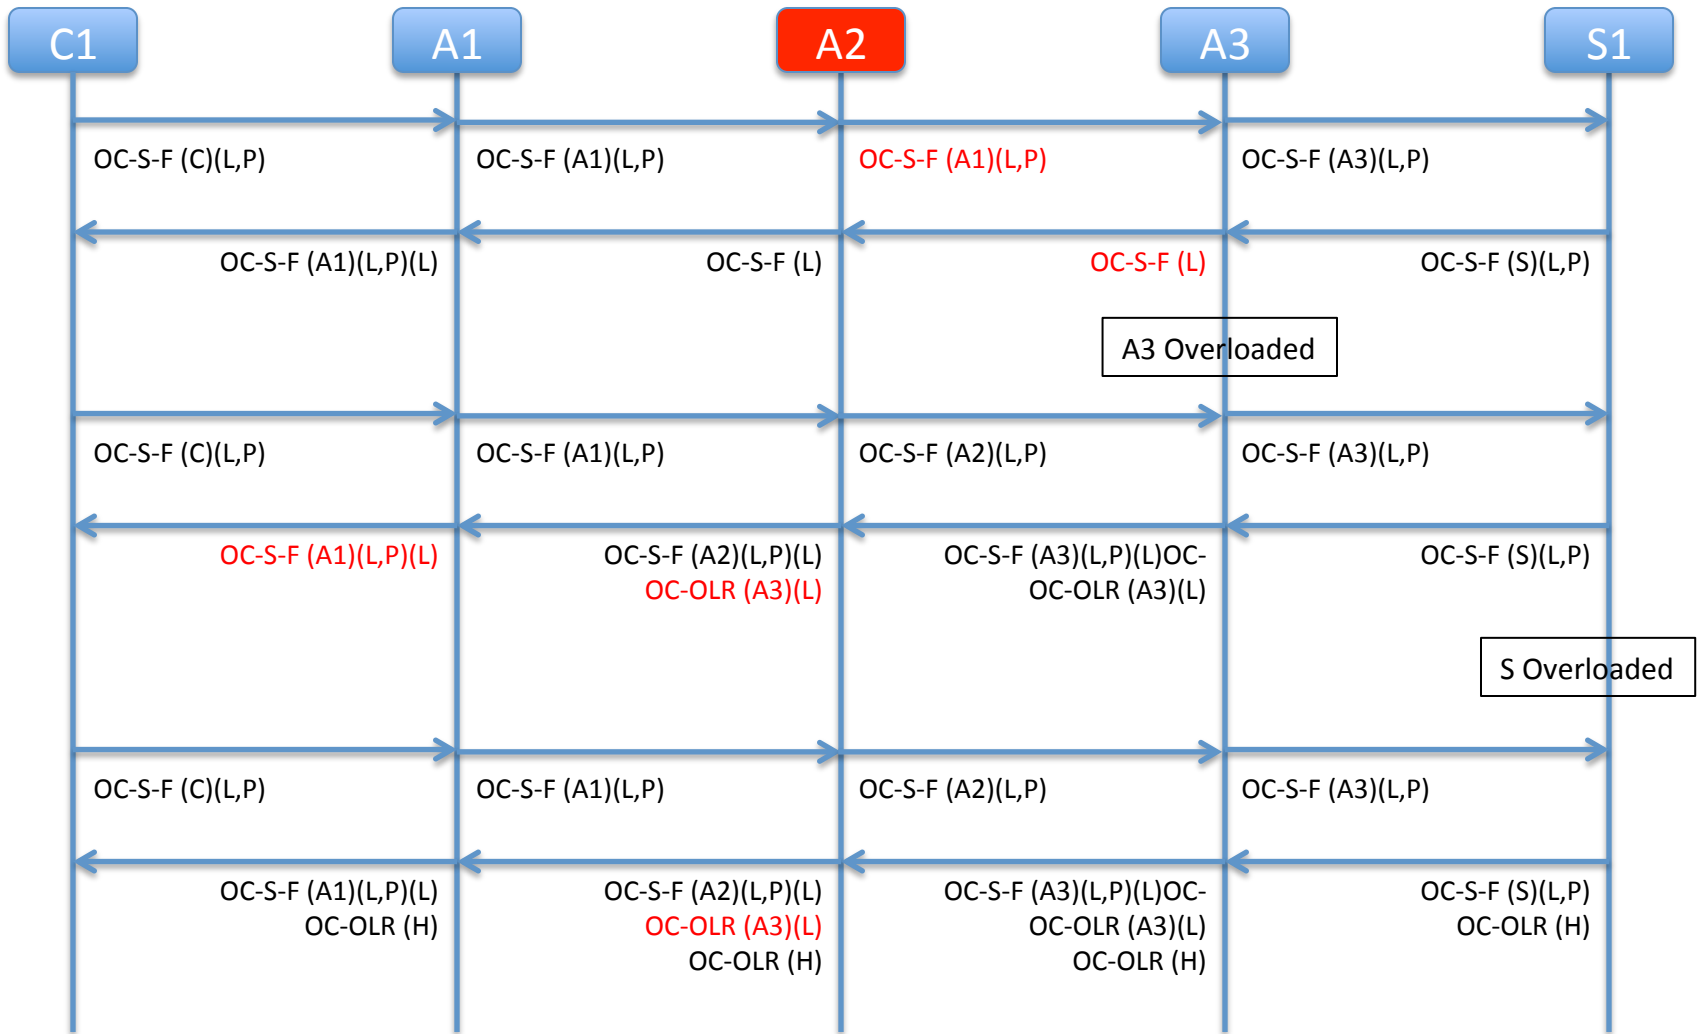 C1
A1
A2
A3
S1
OC-S-F (C)(L,P)
OC-S-F (A1)(L,P)
OC-S-F (A1)(L,P)
OC-S-F (A3)(L,P)
OC-S-F (A1)(L,P)(L)
OC-S-F (L)
OC-S-F (L)
OC-S-F (S)(L,P)
A3 Overloaded
OC-S-F (C)(L,P)
OC-S-F (A1)(L,P)
OC-S-F (A2)(L,P)
OC-S-F (A3)(L,P)
OC-S-F (A1)(L,P)(L)
OC-S-F (A2)(L,P)(L)
OC-OLR (A3)(L)
OC-S-F (A3)(L,P)(L)OC-
OC-OLR (A3)(L)
OC-S-F (S)(L,P)
S Overloaded
OC-S-F (C)(L,P)
OC-S-F (A1)(L,P)
OC-S-F (A2)(L,P)
OC-S-F (A3)(L,P)
OC-S-F (A1)(L,P)(L)
OC-OLR (H)
OC-S-F (A2)(L,P)(L)
OC-OLR (A3)(L)
OC-OLR (H)
OC-S-F (A3)(L,P)(L)OC-
OC-OLR (A3)(L)
OC-OLR (H)
OC-S-F (S)(L,P)
OC-OLR (H)